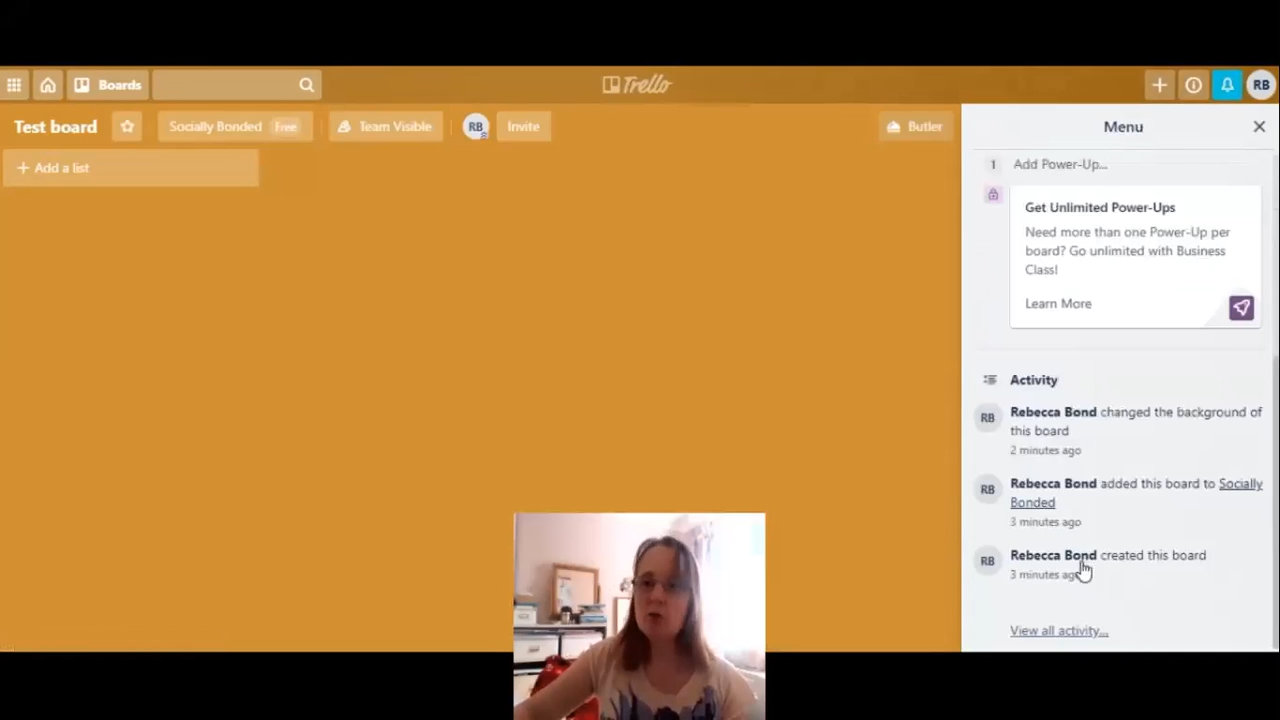 Boards
Trello
RB
Test board
Socially Bonded Free
Team Visible
RB
Invite
Butler
+ Add a list
Menu
1 Add Power-Up...
Get Unlimited Power-Ups
Need more than one Power-Up per
board? Go unlimited with Business
Class!
Learn More
Activity
RB
Rebecca Bond changed the background of
this board
2 minutes ago
RB
Rebecca Bond added this board to Socially
Bonded
3 minutes ago
RB
Rebecca Bond created this board
3 minutes ago
View all activity...